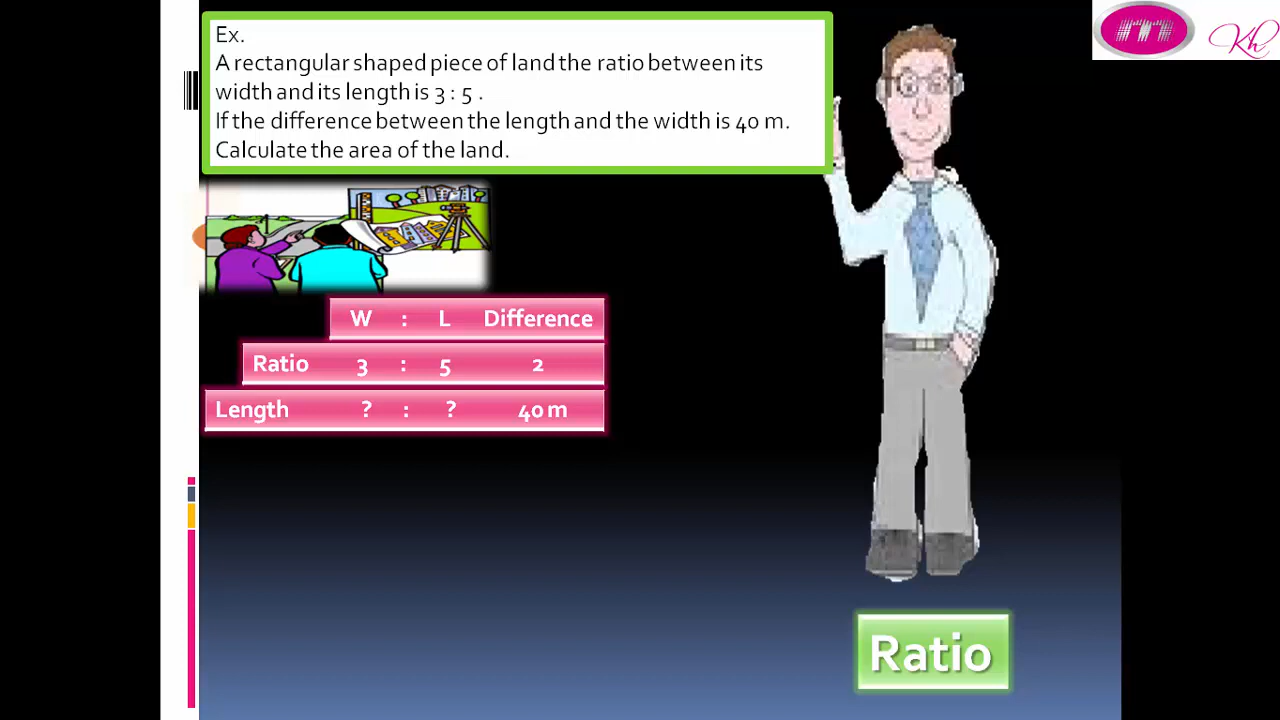 Ex.
A rectangular shaped piece of land the ratio between its
width and its length is 3 : 5 .
If the difference between the length and the width is 40 m.
Calculate the area of the land.
W : L Difference
Ratio 3 : 5 2
Length ? : ? 40 m
Ratio
m
Kh